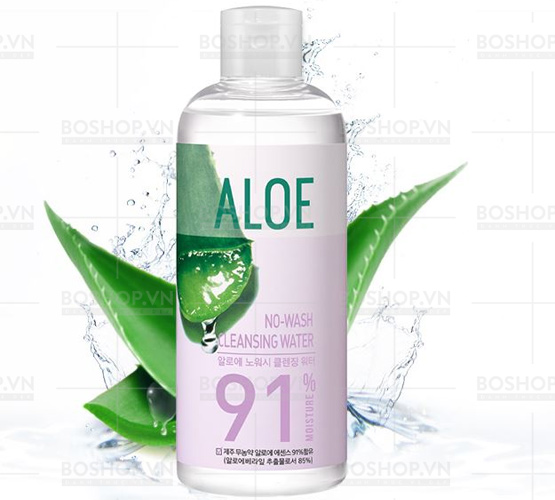 BOSHOP.VN
ALOE
NO-WASH
CLEANSING WATER
알로에 노워시 클렌징 워터
91%
MOISTURE
제주 무농약 알로에 에센스 91% 함유
(알로에베라잎 추출물로서 85%)